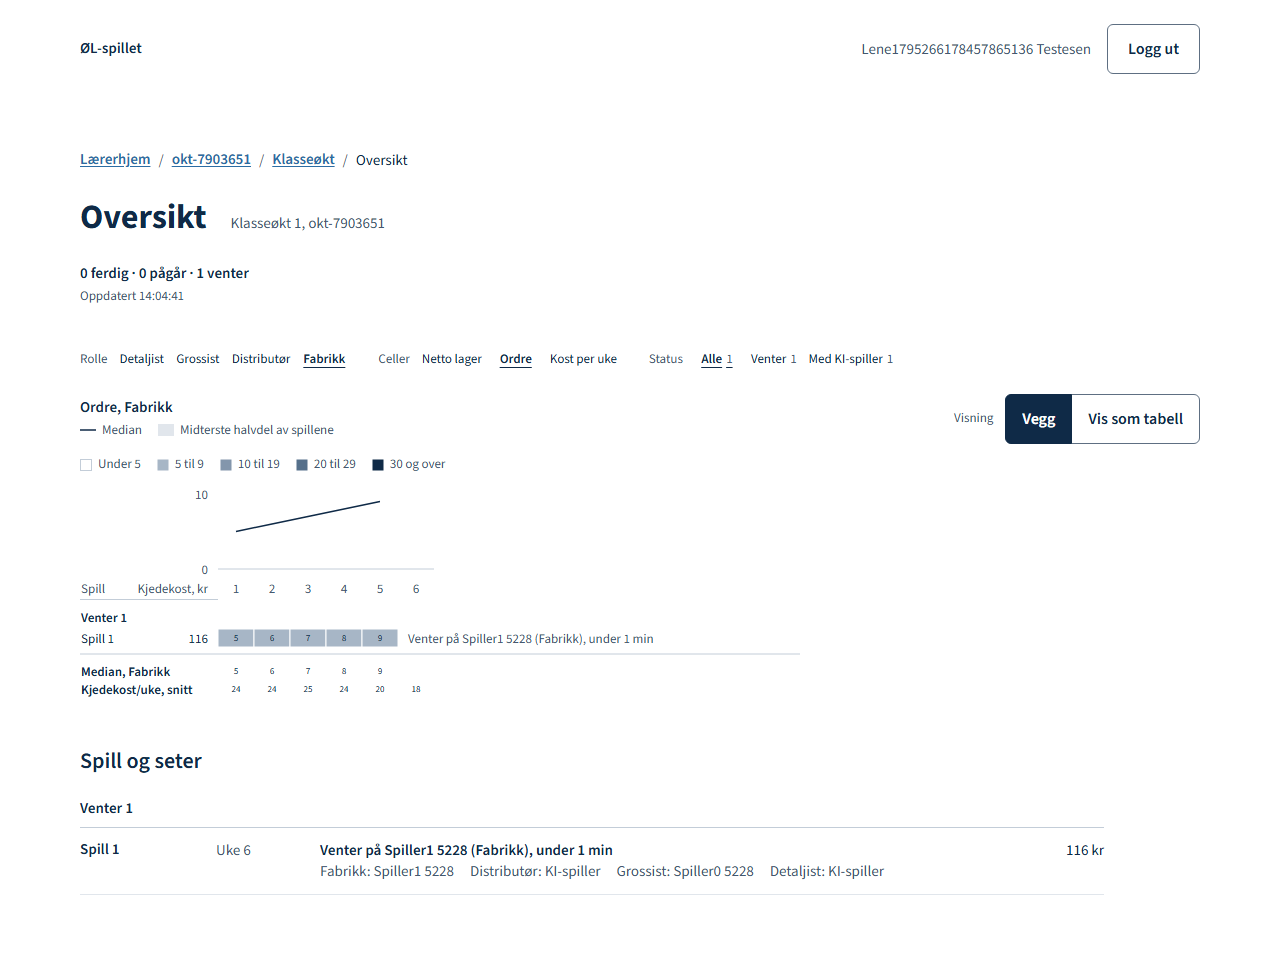 ØL-spillet
Lene1795266178457865136 Testesen
Logg ut
Lærerhjem / okt-7903651 / Klasseøkt / Oversikt
Oversikt Klasseøkt 1, okt-7903651
0 ferdig · 0 pågår · 1 venter
Oppdatert 14:04:41
Rolle Detaljist Grossist Distributør Fabrikk Celler Netto lager Ordre Kost per uke Status Alle 1 Venter 1 Med KI-spiller 1
Ordre, Fabrikk
Median Midterste halvdel av spillene
Visning Vegg Vis som tabell
Under 5 5 til 9 10 til 19 20 til 29 30 og over
10
0
Spill Kjedekost, kr 1 2 3 4 5 6
Venter 1
Spill 1 116 5 6 7 8 9 Venter på Spiller1 5228 (Fabrikk), under 1 min
Median, Fabrikk 5 6 7 8 9
Kjedekost/uke, snitt 24 24 25 24 20 18
Spill og seter
Venter 1
Spill 1 Uke 6 Venter på Spiller1 5228 (Fabrikk), under 1 min 116 kr
Fabrikk: Spiller1 5228 Distributør: KI-spiller Grossist: Spiller0 5228 Detaljist: KI-spiller